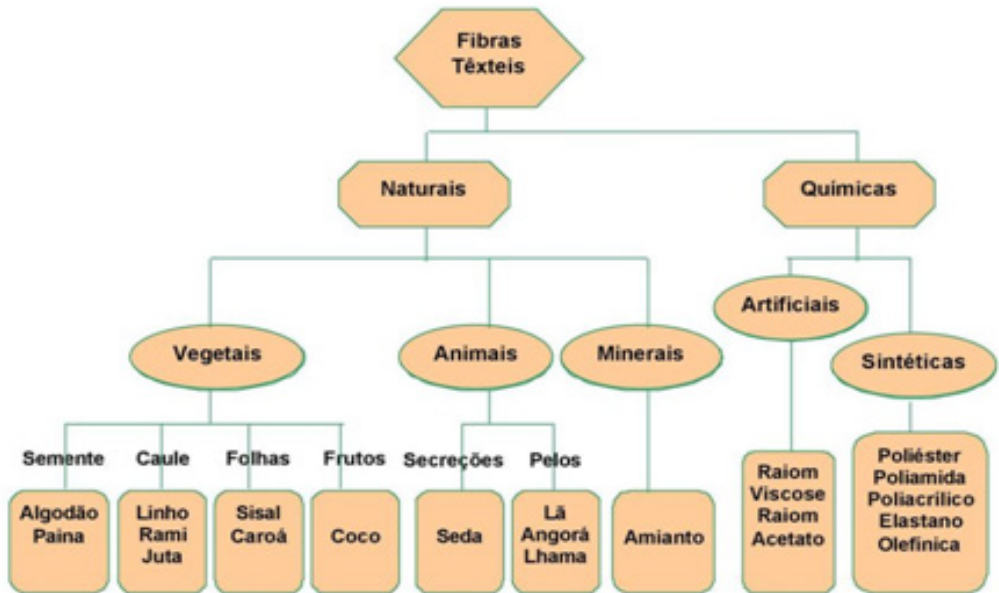 Fibras
Têxteis
Naturais
Químicas
Vegetais
Animais
Minerais
Artificiais
Sintéticas
Semente
Caule
Folhas
Frutos
Secreções
Pelos
Algodão
Paina
Linho
Rami
Juta
Sisal
Caroá
Coco
Seda
Lã
Angorá
Lhama
Amianto
Raiom
Viscose
Raiom
Acetato
Poliéster
Poliamida
Poliacrílico
Elastano
Olefínica